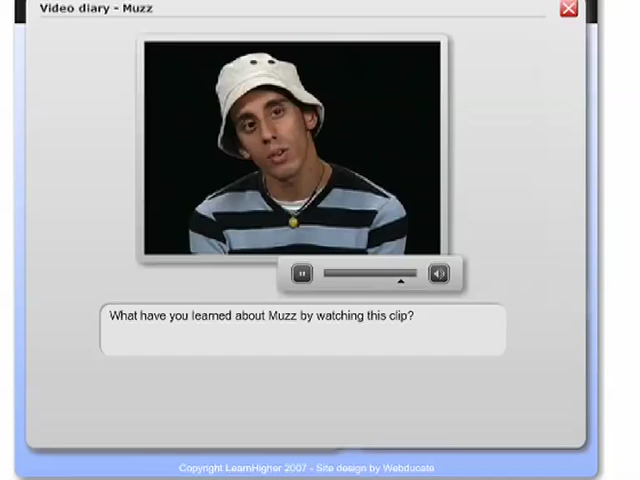 Video diary - Muzz
What have you learned about Muzz by watching this clip?
Copyright LearnHigher 2007 - Site design by Webducate